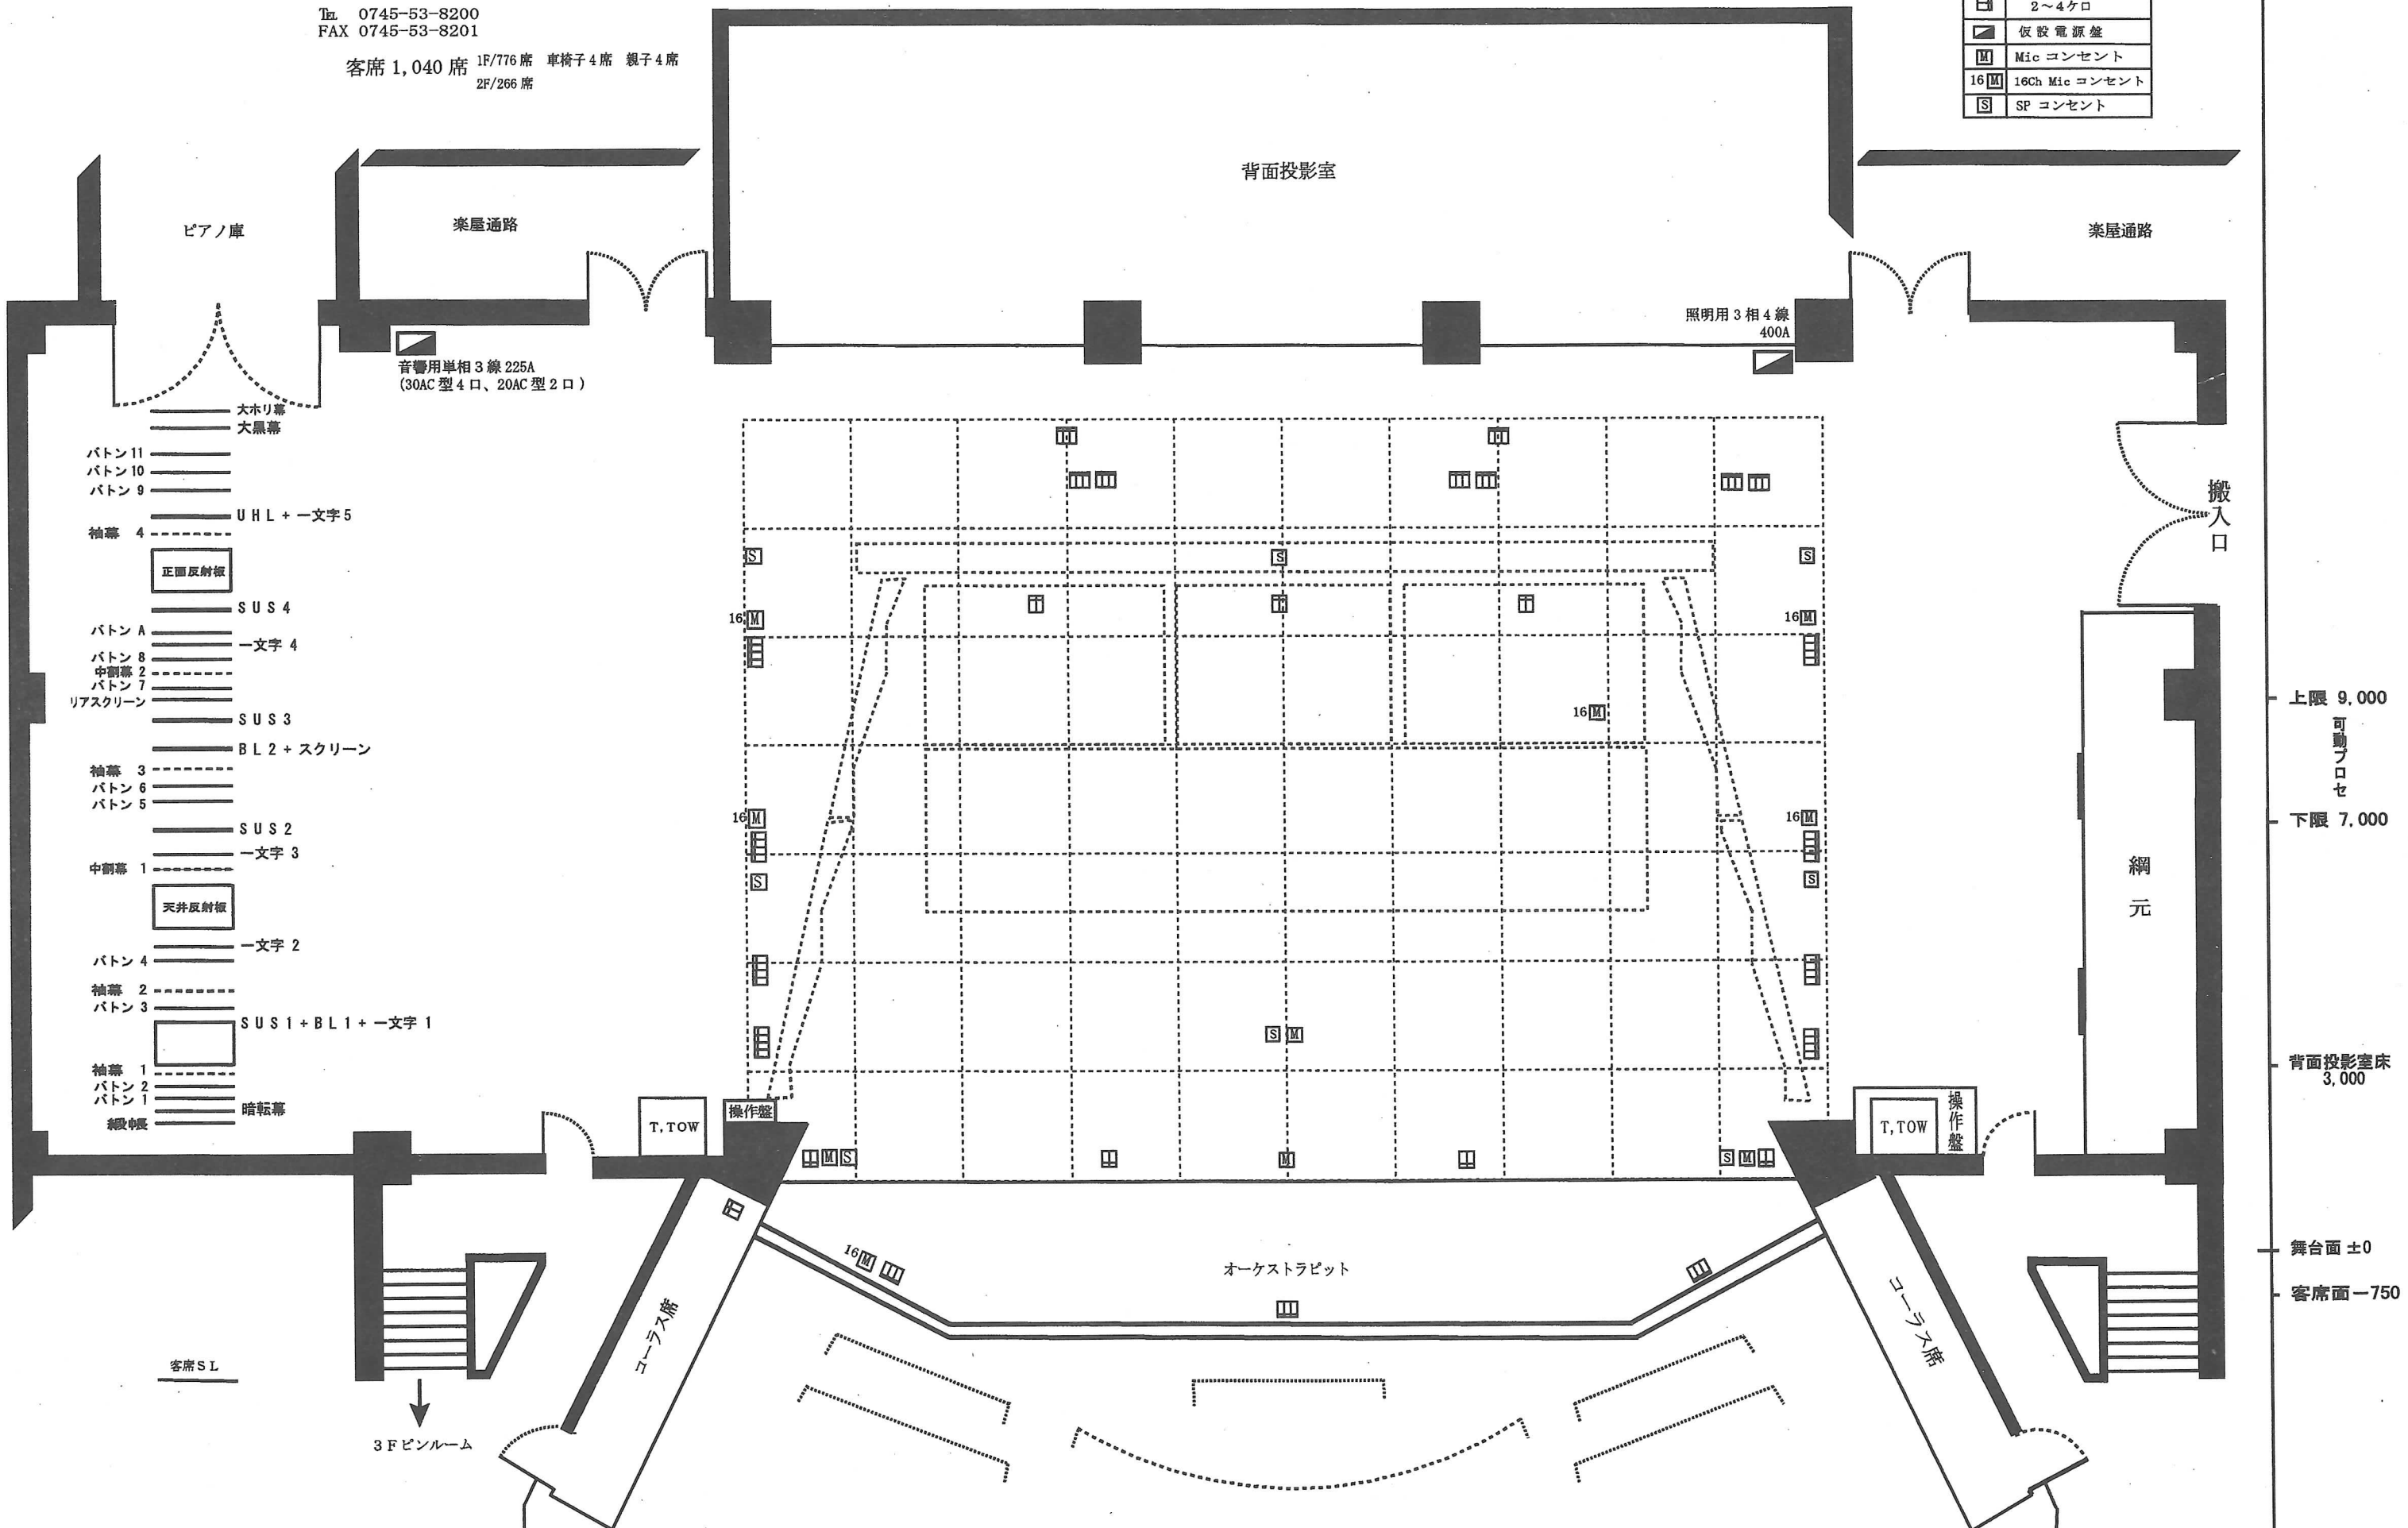 ℡ 0745-53-8200
FAX 0745-53-8201
客席 1,040 席 1F/776 席 車椅子 4 席 親子 4 席
2F/266 席
2～4ケロ
仮設電源盤
M Mic コンセント
16 M 16Ch Mic コンセント
S SP コンセント
背面投影室
ピアノ庫
楽屋通路
楽屋通路
照明用 3 相 4 線
400A
音響用単相 3 線 225A
(30AC 型 4 口、20AC 型 2 口)
大ホリ幕
大黒幕
バトン 11
バトン 10
バトン 9
UHL + 一文字 5
袖幕 4
正面反射板
SUS4
バトン A
一文字 4
バトン 8
中割幕 2
バトン 7
リアスクリーン
SUS3
BL2 + スクリーン
袖幕 3
バトン 6
バトン 5
SUS2
一文字 3
中割幕 1
天井反射板
一文字 2
バトン 4
袖幕 2
バトン 3
SUS1 + BL1 + 一文字 1
袖幕 1
バトン 2
バトン 1
暗転幕
緞帳
搬入口
S
S
S
16 M
16 M
16 M
16 M
16 M
S
S
S M
綱元
上限 9,000
可動プロセ
下限 7,000
背面投影室床
3,000
舞台面 ±0
客席面－750
T,TOW
操作盤
T,TOW
操作盤
M S
M
S M
16 M
オーケストラピット
コーラス席
コーラス席
客席SL
3Fピンルーム